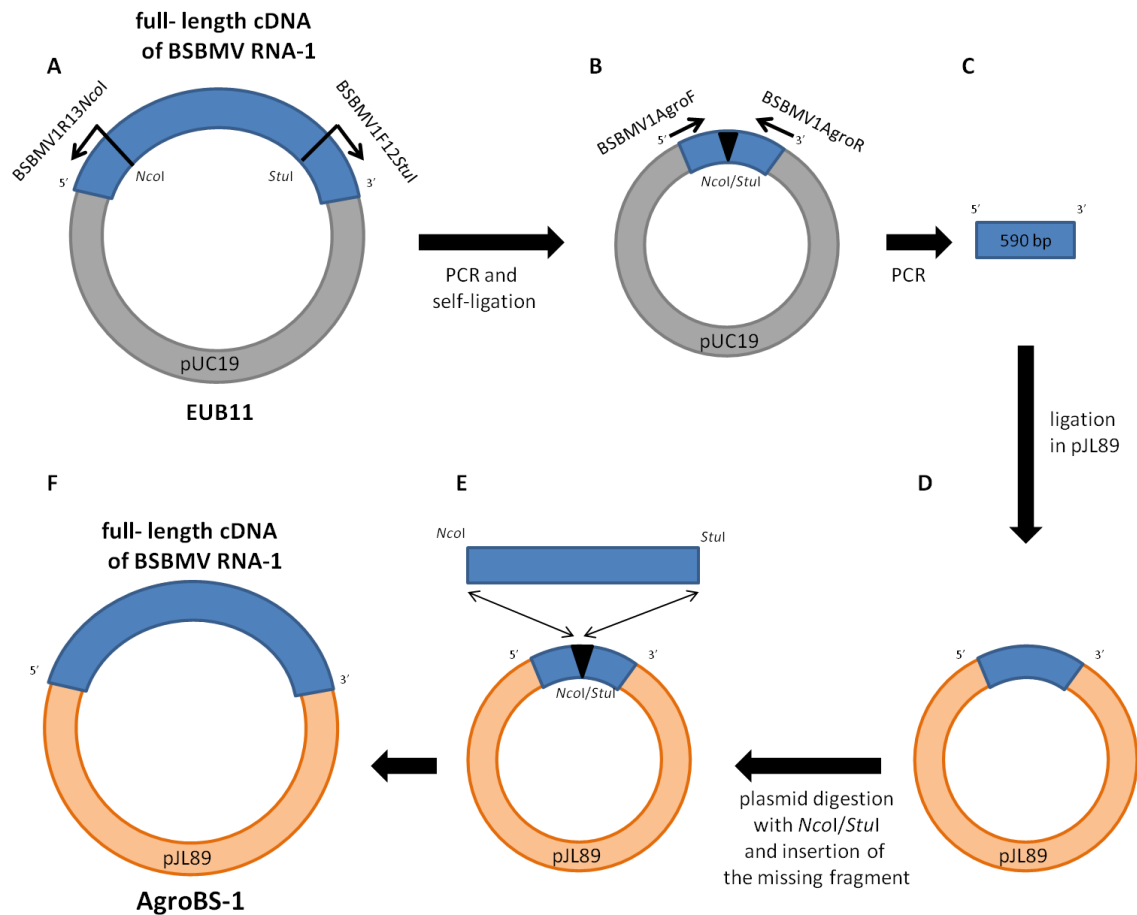 full- length cDNA
of BSBMV RNA-1
A
BSBMV1R13NcoI
BSBMV1F12StuI
NcoI
StuI
5′
3′
pUC19
EUB11
PCR and
self-ligation
B
BSBMV1AgroF
BSBMV1AgroR
5′
3′
NcoI/StuI
pUC19
PCR
C
5′
3′
590 bp
ligation
in pJL89
D
5′
3′
pJL89
plasmid digestion
with NcoI/StuI
and insertion of
the missing fragment
E
NcoI
StuI
5′
3′
NcoI/StuI
pJL89
F
full- length cDNA
of BSBMV RNA-1
5′
3′
pJL89
AgroBS-1